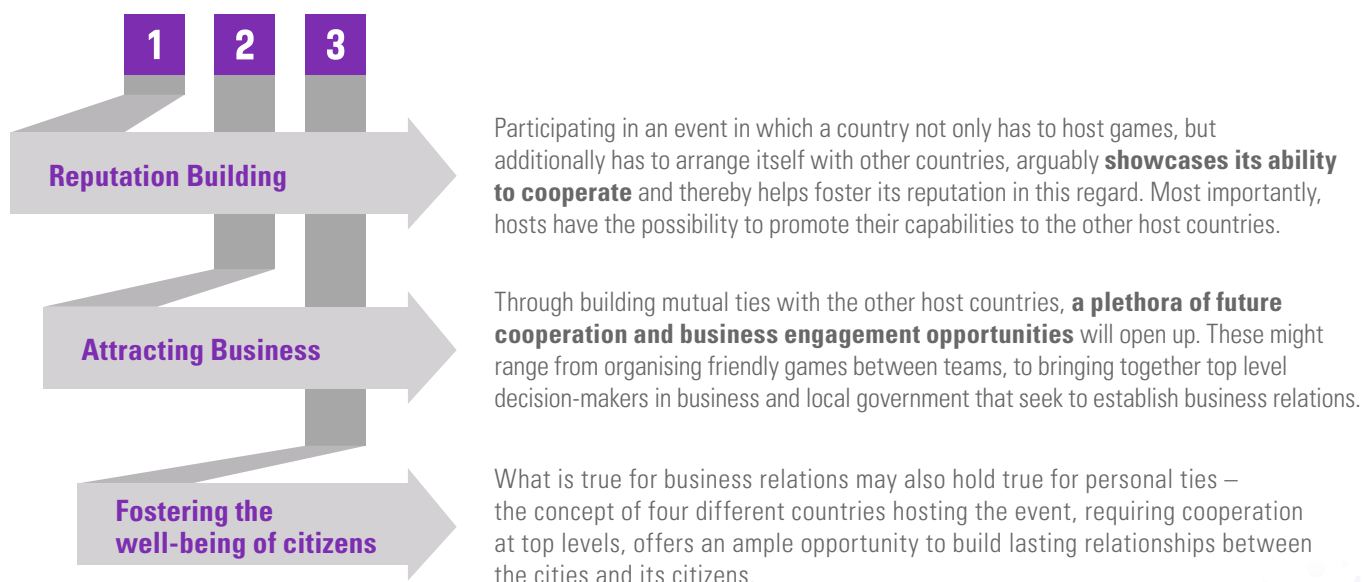 1 2 3
Reputation Building
Participating in an event in which a country not only has to host games, but
additionally has to arrange itself with other countries, arguably showcases its ability
to cooperate and thereby helps foster its reputation in this regard. Most importantly,
hosts have the possibility to promote their capabilities to the other host countries.
Attracting Business
Through building mutual ties with the other host countries, a plethora of future
cooperation and business engagement opportunities will open up. These might
range from organising friendly games between teams, to bringing together top level
decision-makers in business and local government that seek to establish business relations.
Fostering the
well-being of citizens
What is true for business relations may also hold true for personal ties –
the concept of four different countries hosting the event, requiring cooperation
at top levels, offers an ample opportunity to build lasting relationships between
the cities and its citizens.